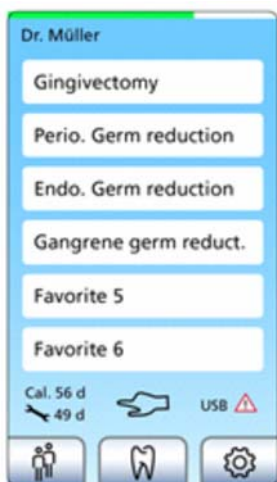 Dr. Müller
Gingivectomy
Perio. Germ reduction
Endo. Germ reduction
Gangrene germ reduct.
Favorite 5
Favorite 6
Cal. 56 d
49 d
USB